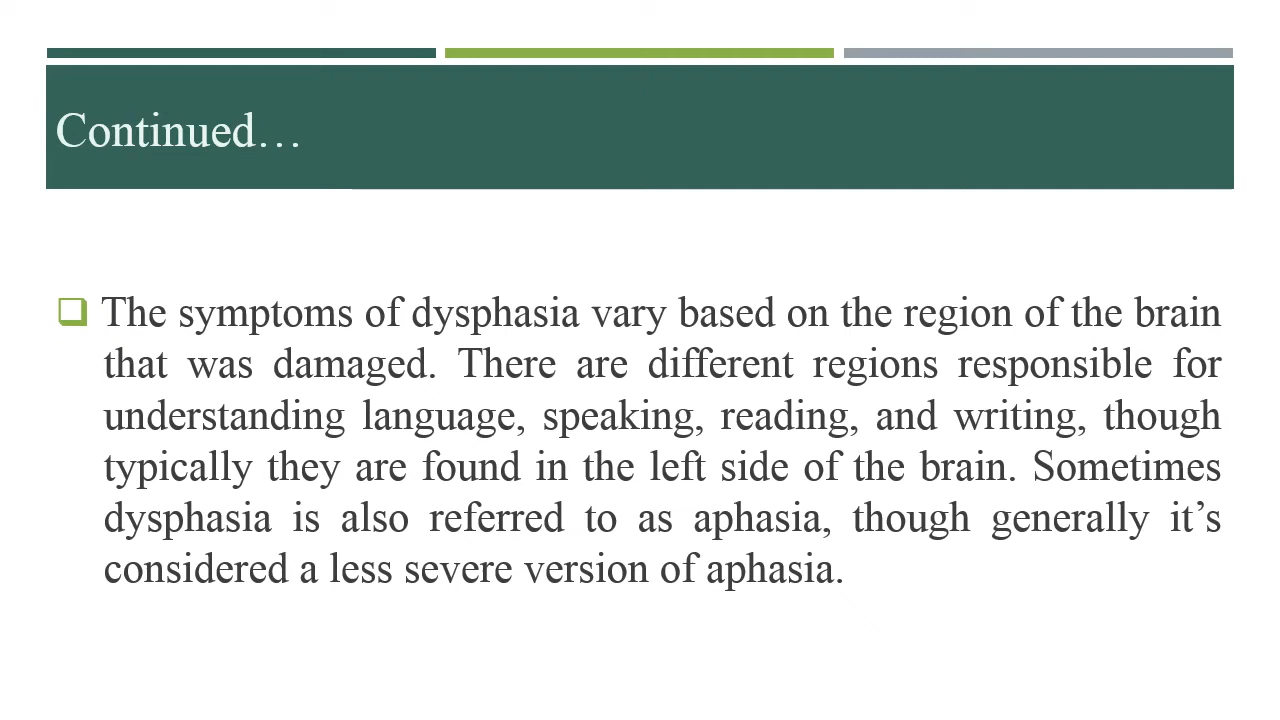 Continued…
The symptoms of dysphasia vary based on the region of the brain
that was damaged. There are different regions responsible for
understanding language, speaking, reading, and writing, though
typically they are found in the left side of the brain. Sometimes
dysphasia is also referred to as aphasia, though generally it’s
considered a less severe version of aphasia.